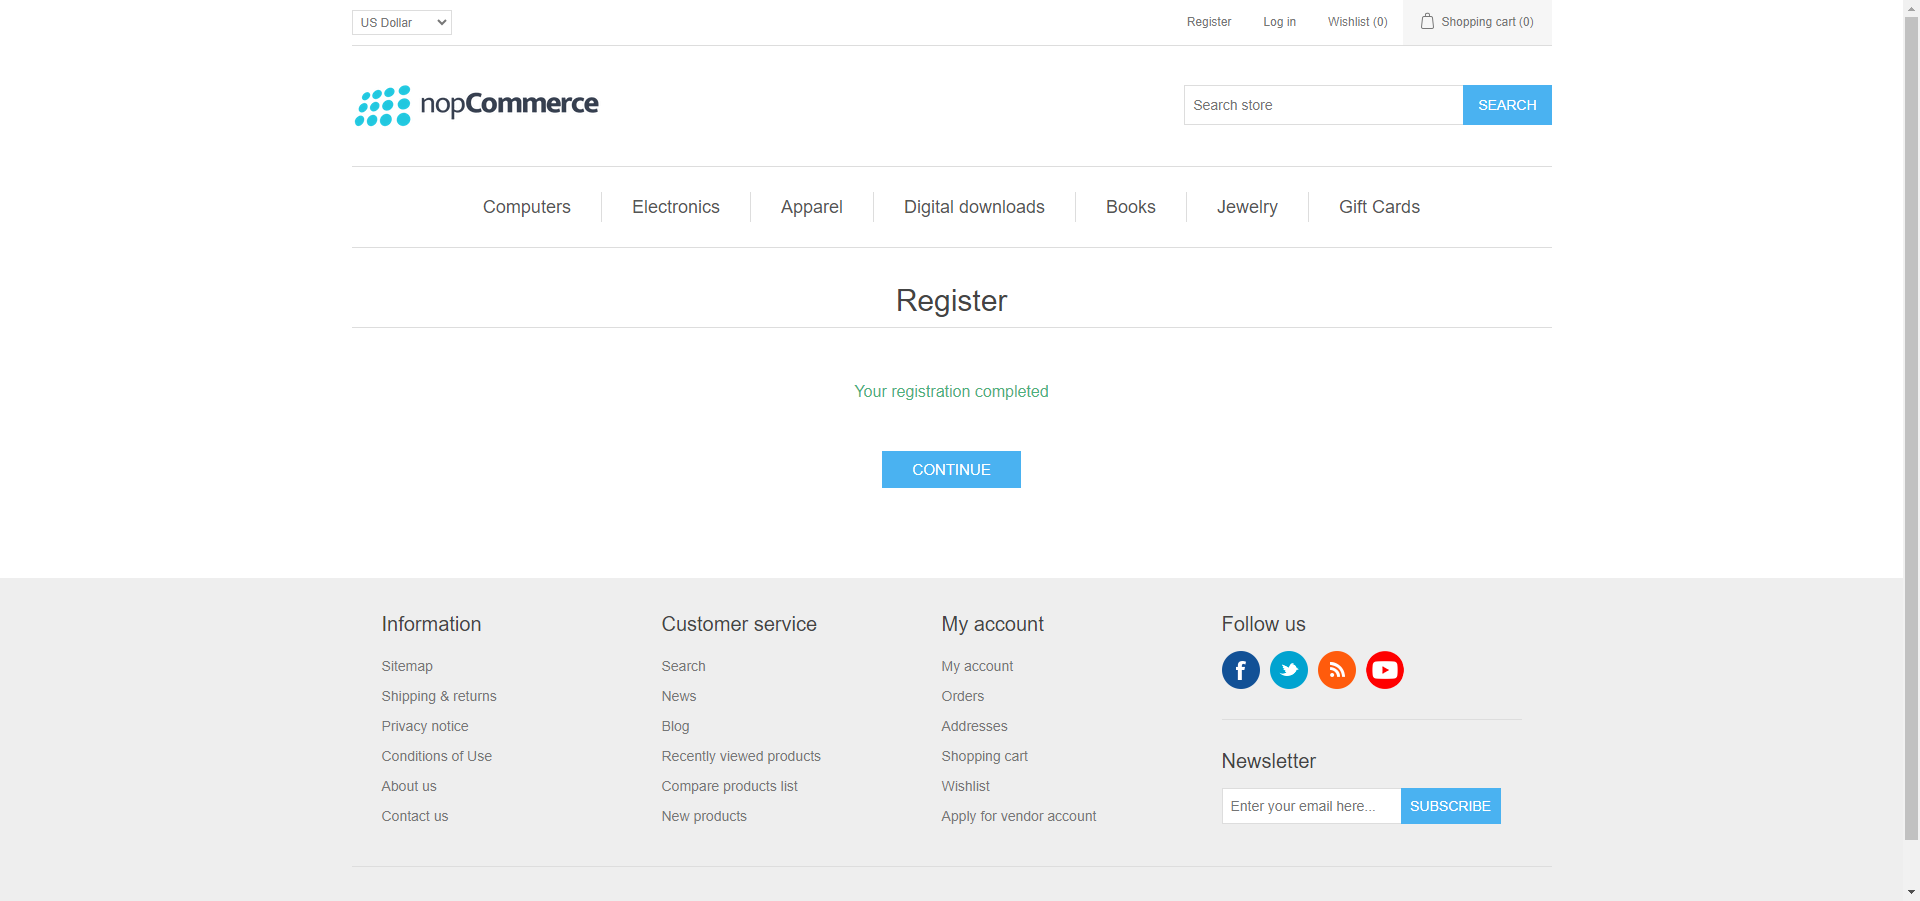 US Dollar
Register
Log in
Wishlist (0)
Shopping cart (0)
nopCommerce
Search store
SEARCH
Computers
Electronics
Apparel
Digital downloads
Books
Jewelry
Gift Cards
Register
Your registration completed
CONTINUE
Information
Sitemap
Shipping & returns
Privacy notice
Conditions of Use
About us
Contact us
Customer service
Search
News
Blog
Recently viewed products
Compare products list
New products
My account
My account
Orders
Addresses
Shopping cart
Wishlist
Apply for vendor account
Follow us
Newsletter
Enter your email here...
SUBSCRIBE